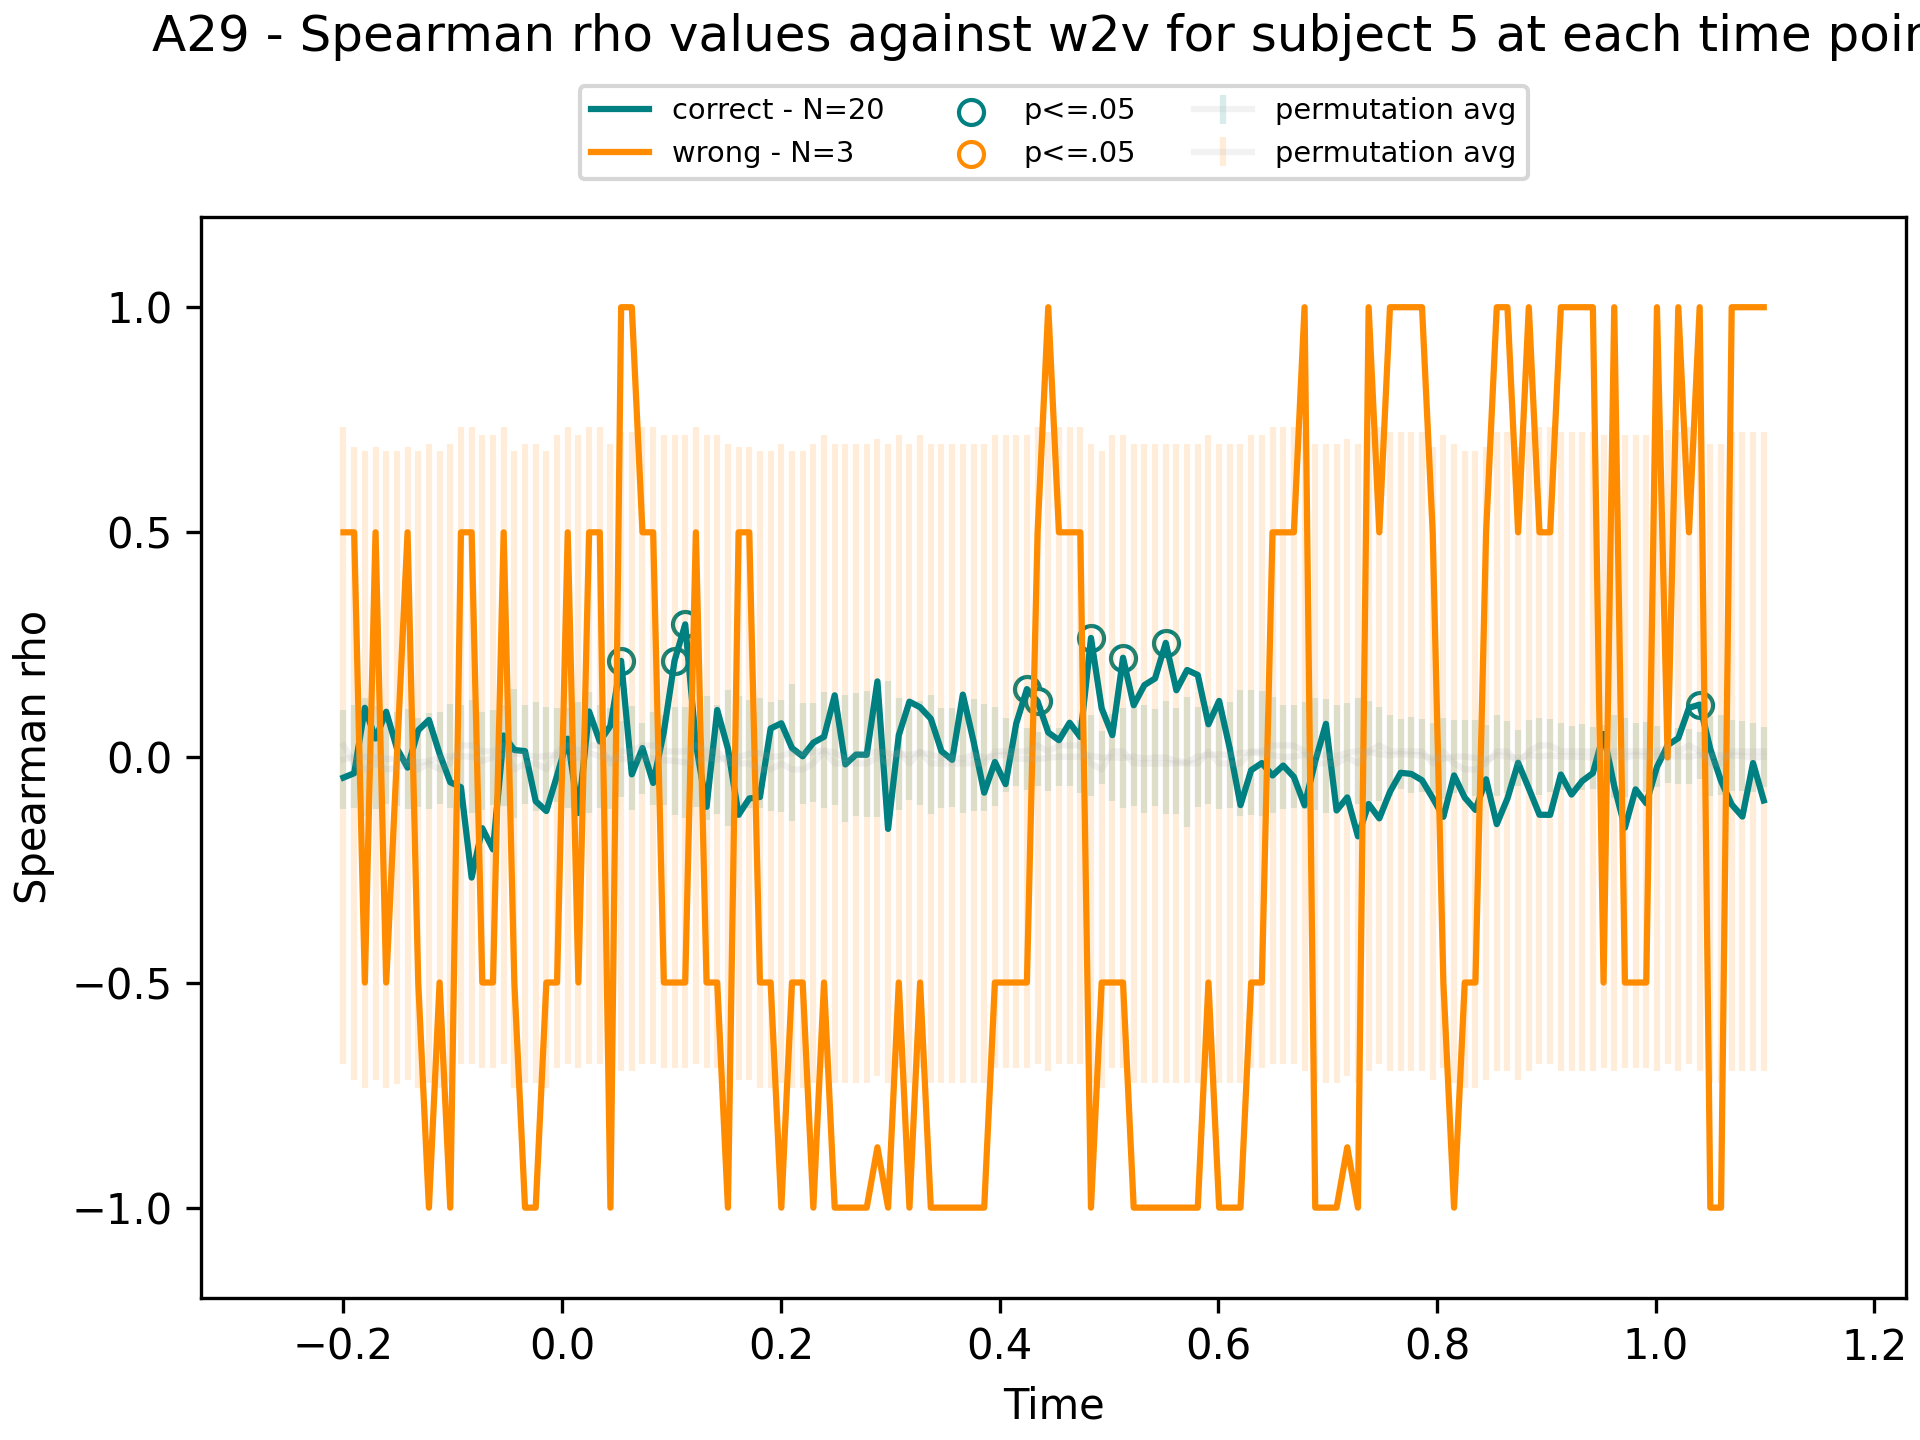 A29 - Spearman rho values against w2v for subject 5 at each time poin
correct - N=20
wrong - N=3
p<=.05
p<=.05
permutation avg
permutation avg
Spearman rho
1.0
0.5
0.0
−0.5
−1.0
−0.2 0.0 0.2 0.4 0.6 0.8 1.0 1.2
Time